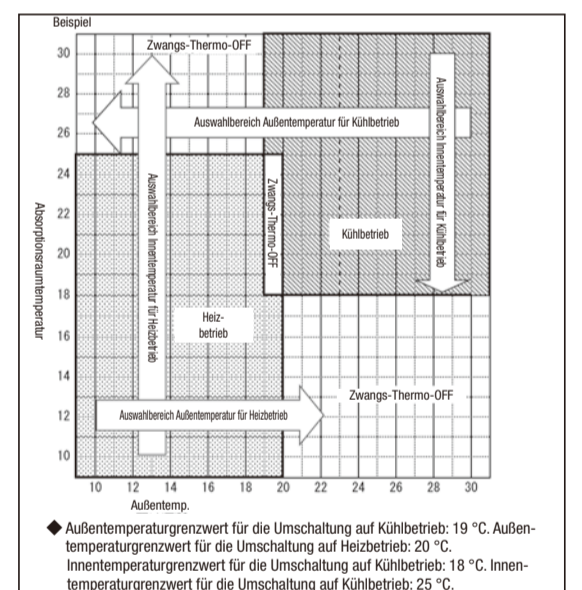 Beispiel
30
28
26
24
22
20
18
16
14
12
10
Absorptionsraumtemperatur
Zwangs-Thermo-OFF
Auswahlbereich Außentemperatur für Kühlbetrieb
Auswahlbereich Innentemperatur für Heizbetrieb
Auswahlbereich Innentemperatur für Kühlbetrieb
Zwangs-Thermo-OFF
Kühlbetrieb
Heiz-
betrieb
Zwangs-Thermo-OFF
Auswahlbereich Außentemperatur für Heizbetrieb
10 12 14 16 18 20 22 24 26 28 30
Außentemp.
◆ Außentemperaturgrenzwert für die Umschaltung auf Kühlbetrieb: 19 °C. Außen-
temperaturgrenzwert für die Umschaltung auf Heizbetrieb: 20 °C.
Innentemperaturgrenzwert für die Umschaltung auf Kühlbetrieb: 18 °C. Innen-
temperaturgrenzwert für die Umschaltung auf Kühlbetrieb: 25 °C.